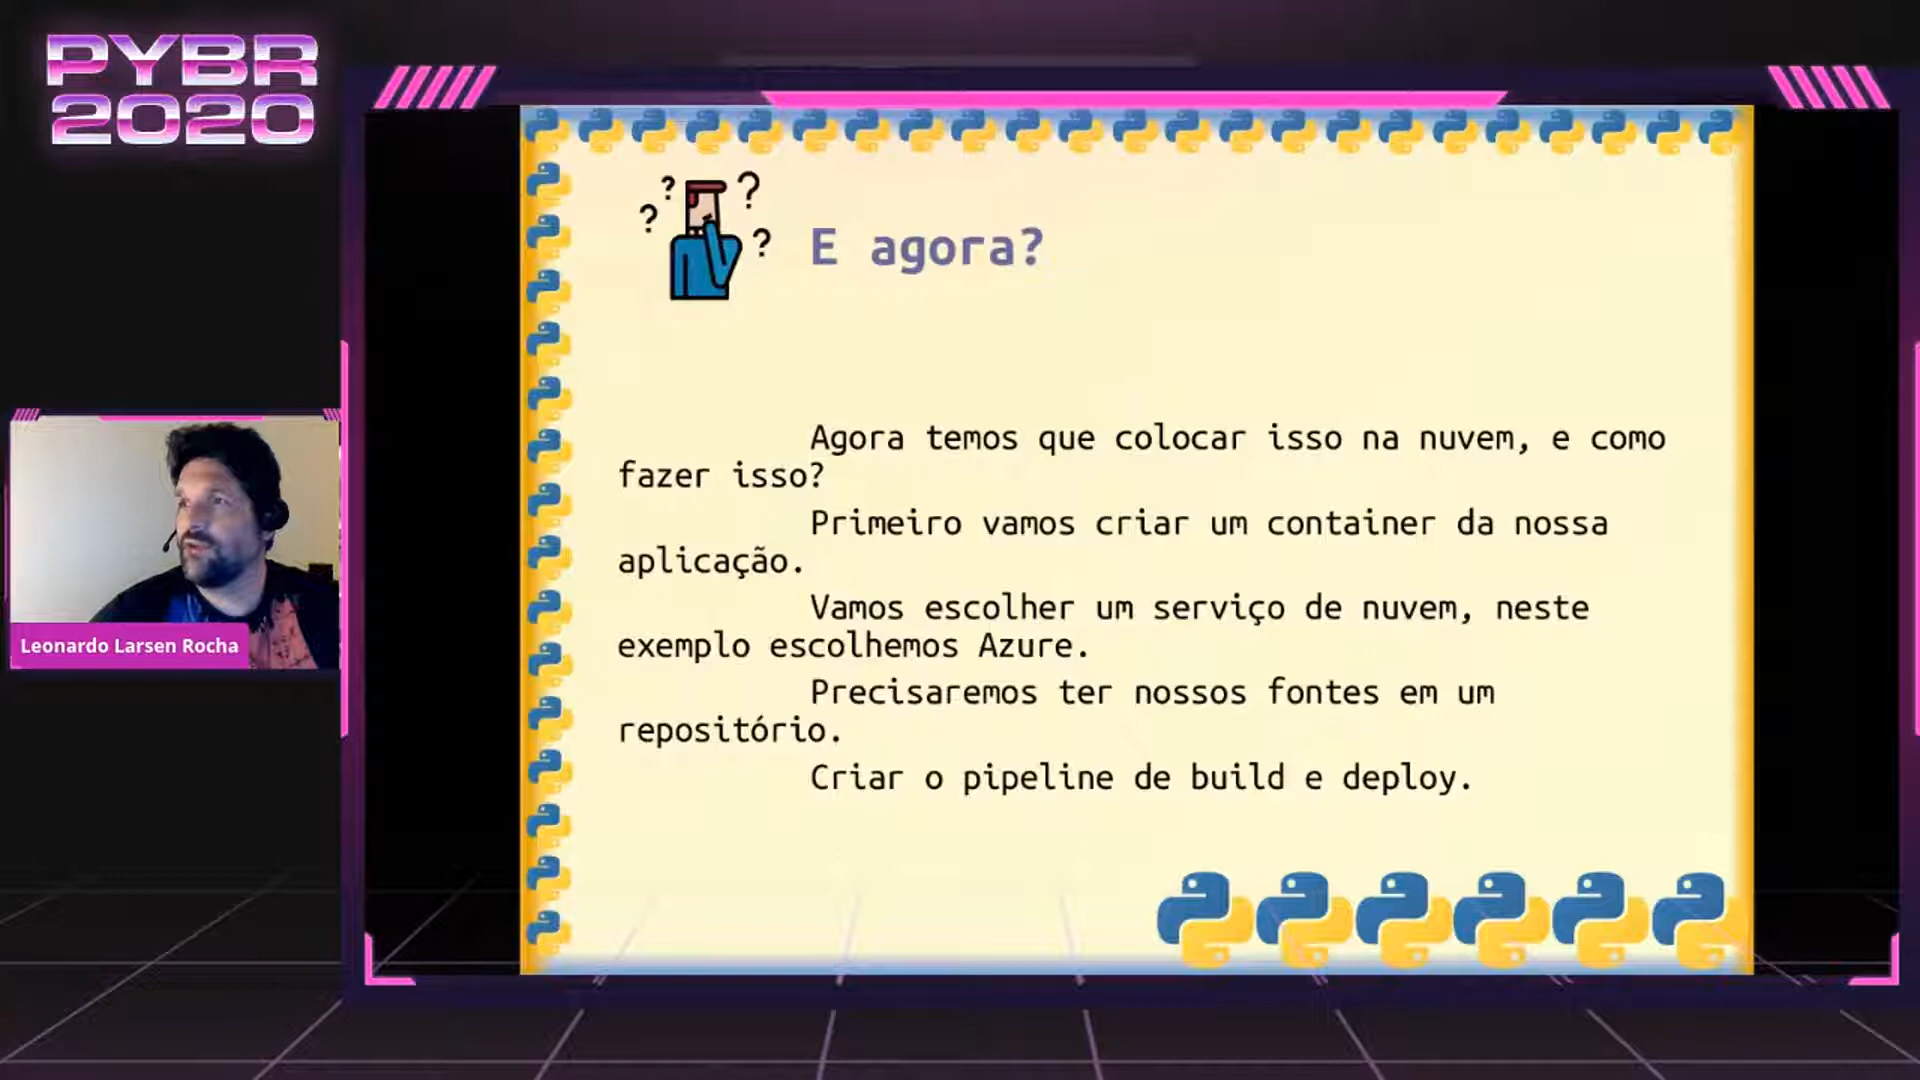 PYBR
2020
? ? ? ?
E agora?
Agora temos que colocar isso na nuvem, e como
fazer isso?
Primeiro vamos criar um container da nossa
aplicação.
Vamos escolher um serviço de nuvem, neste
exemplo escolhemos Azure.
Precisaremos ter nossos fontes em um
repositório.
Criar o pipeline de build e deploy.
Leonardo Larsen Rocha